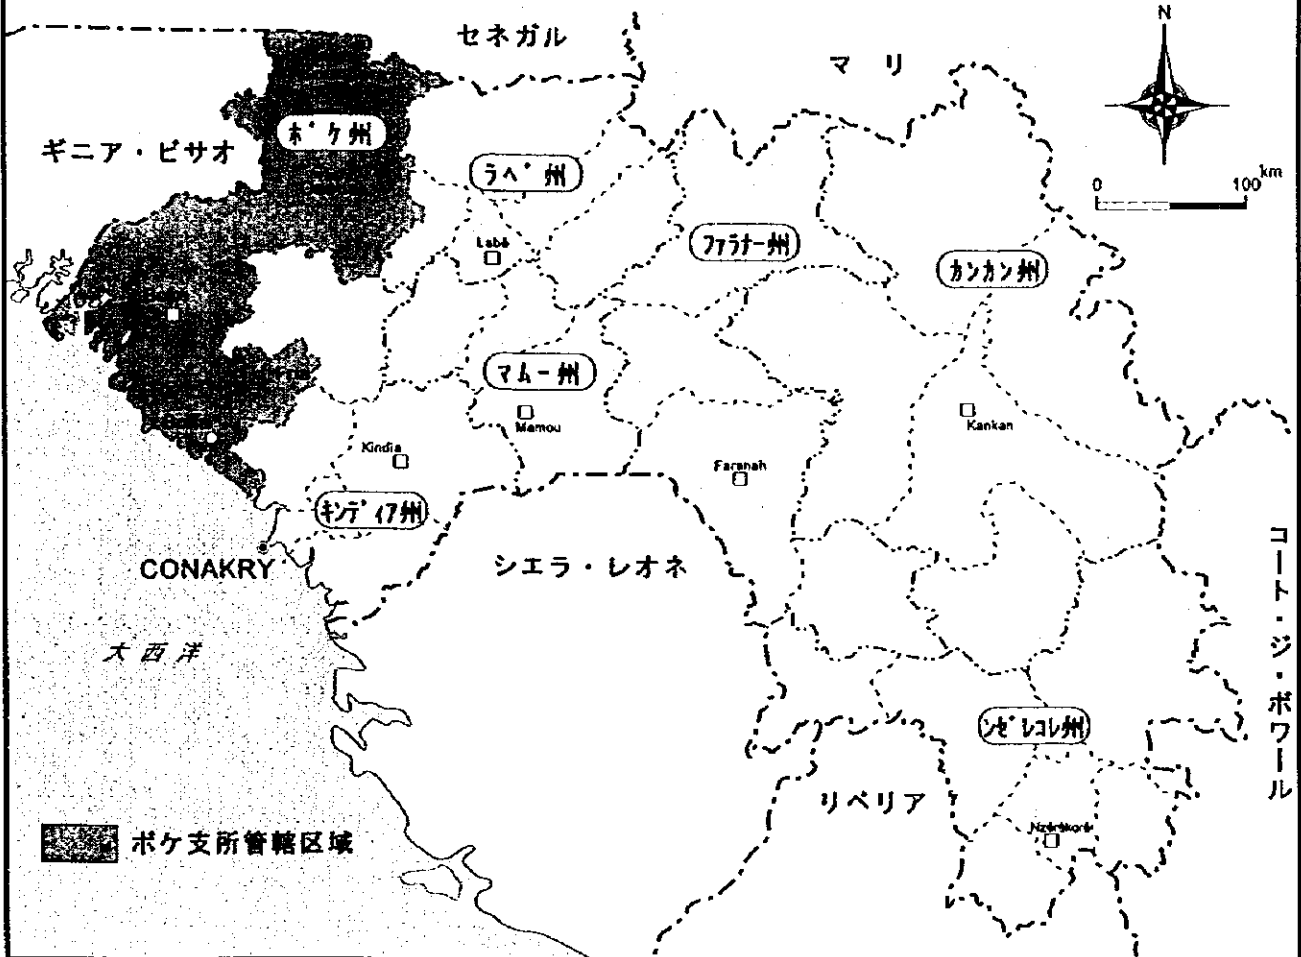 セネガル
マリ
N
ボケ州
ギニア・ビサオ
ラベ州
0 100 km
ファラナー州
Labé
カンカン州
マムー州
Mamou
Kankan
Kindia
Faranah
キンディア州
CONAKRY
シエラ・レオネ
コート・ジ・ボワール
大西洋
ンゼレコレ州
リベリア
Nzérékoré
ボケ支所管轄区域